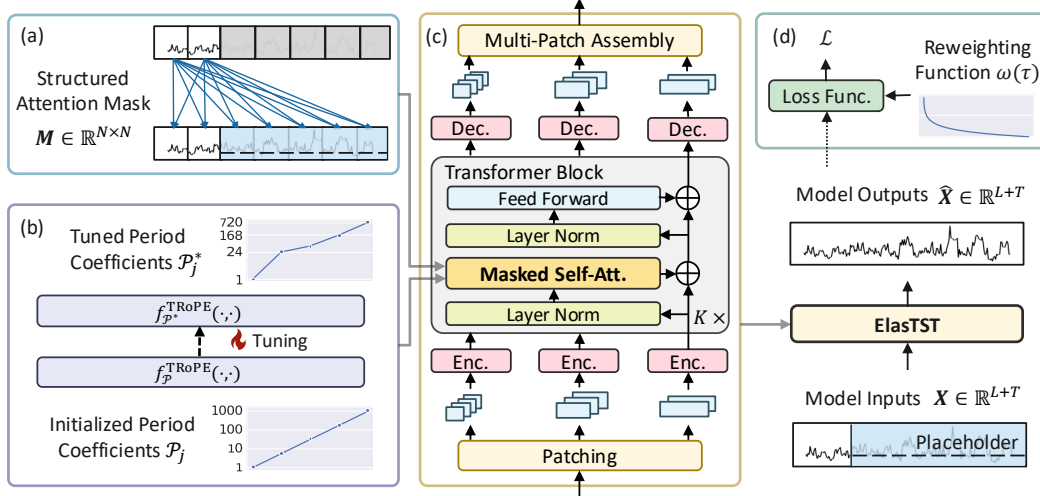 (a)
Structured
Attention Mask
M ∈ ℝ^{N×N}
(b)
Tuned Period
Coefficients 𝒫_j^*
720
168
24
1
f_{𝒫^*}^{TRoPE}(·,·)
Tuning
f_{𝒫}^{TRoPE}(·,·)
Initialized Period
Coefficients 𝒫_j
1000
100
10
1
(c)
Multi-Patch Assembly
Dec. Dec. Dec.
Transformer Block
Feed Forward
Layer Norm
Masked Self-Att.
Layer Norm
K ×
Enc. Enc. Enc.
Patching
(d)
ℒ
Reweighting
Function ω(τ)
Loss Func.
Model Outputs X̂ ∈ ℝ^{L+T}
ElasTST
Model Inputs X ∈ ℝ^{L+T}
Placeholder